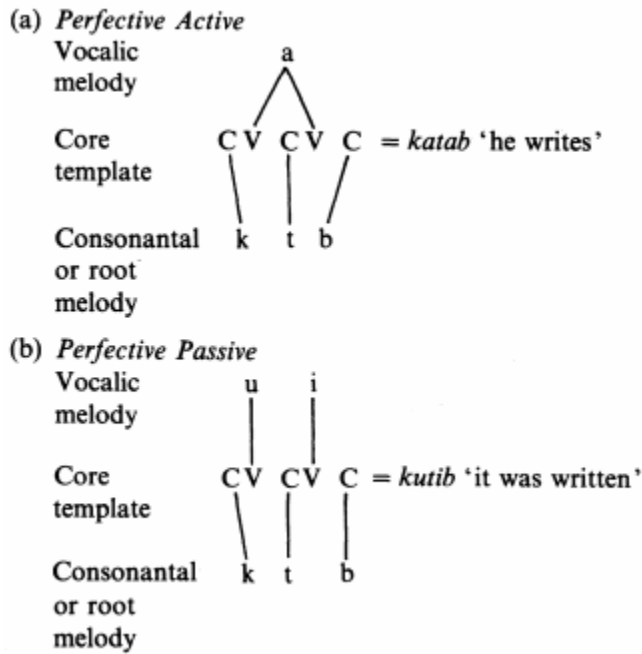 (a) Perfective Active
Vocalic a
melody
Core C V C V C = katab ‘he writes’
template
Consonantal k t b
or root
melody
(b) Perfective Passive
Vocalic u i
melody
Core C V C V C = kutib ‘it was written’
template
Consonantal k t b
or root
melody